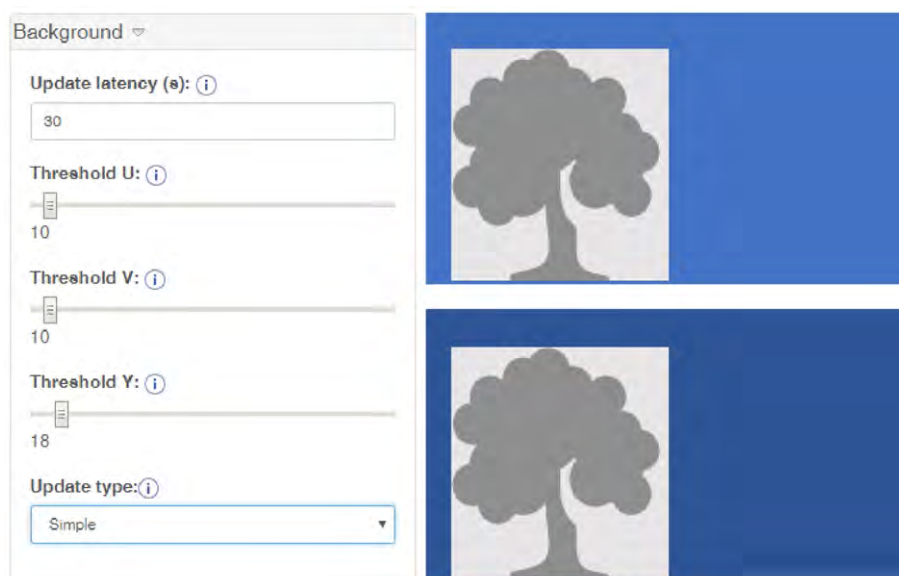 Background
Update latency (s):
30
Threshold U:
10
Threshold V:
10
Threshold Y:
18
Update type:
Simple